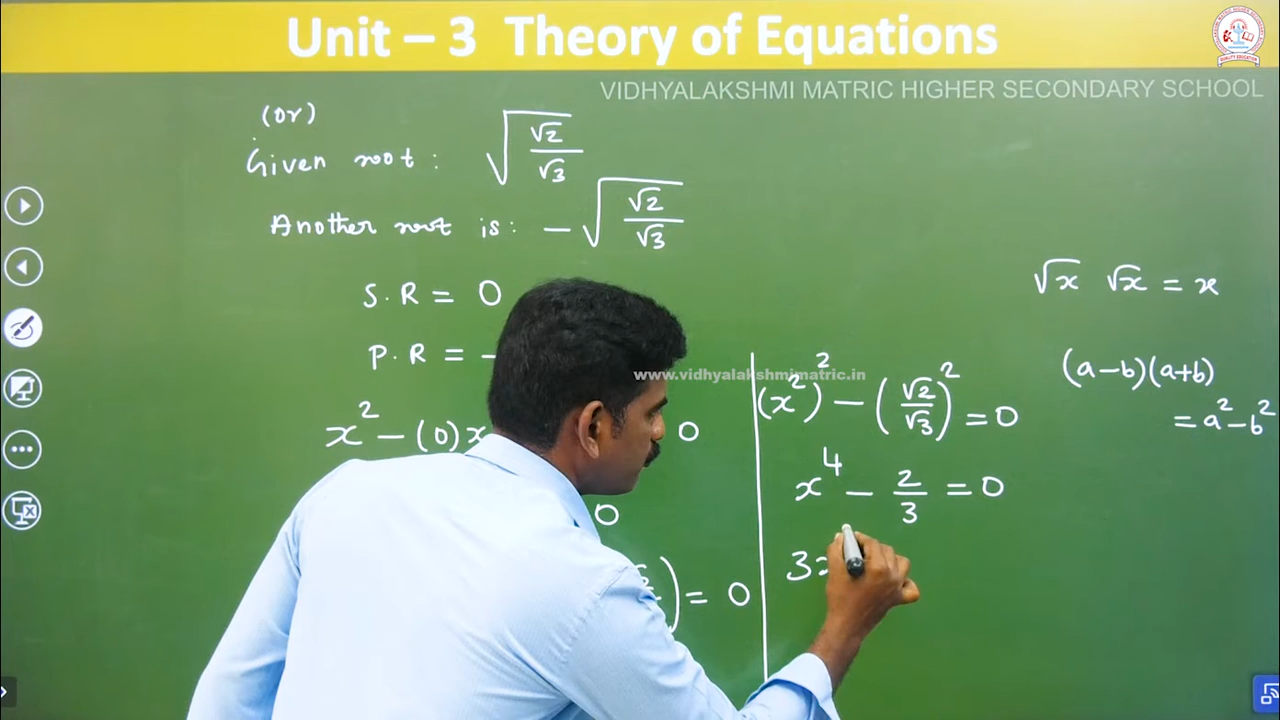 Unit – 3 Theory of Equations
VIDHYALAKSHMI MATRIC HIGHER SECONDARY SCHOOL
(or)
Given root : √(√2/√3)
Another root is : – √(√2/√3)
S.R = 0
P.R = –
x² – (0)x
0
0
) = 0
www.vidhyalakshmimatric.in
(x²)² – (√2/√3)² = 0
x⁴ – 2/3 = 0
3x
√x √x = x
(a–b)(a+b)
= a² – b²